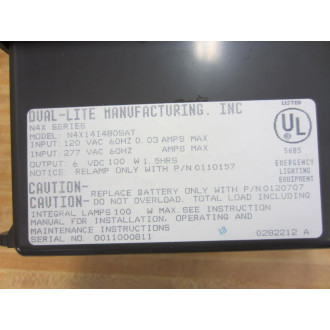 DUAL-LITE MANUFACTURING, INC
N4X SERIES
MODEL: N4X14I480SAT
INPUT: 120 VAC 60HZ 0.03 AMPS MAX
INPUT: 277 VAC 60HZ AMPS MAX
OUTPUT: 6 VDC 100 W 1.5HRS
NOTICE: RELAMP ONLY WITH P/N 0110157
CAUTION- REPLACE BATTERY ONLY WITH P/N 0120707
CAUTION- DO NOT OVERLOAD. TOTAL LOAD INCLUDING
INTEGRAL LAMPS 100 W MAX. SEE INSTRUCTION
MANUAL FOR INSTALLATION, OPERATING AND
MAINTENANCE INSTRUCTIONS
SERIAL NO. 0011000811
0282212 A
LISTED
UL
5685
EMERGENCY
LIGHTING
EQUIPMENT